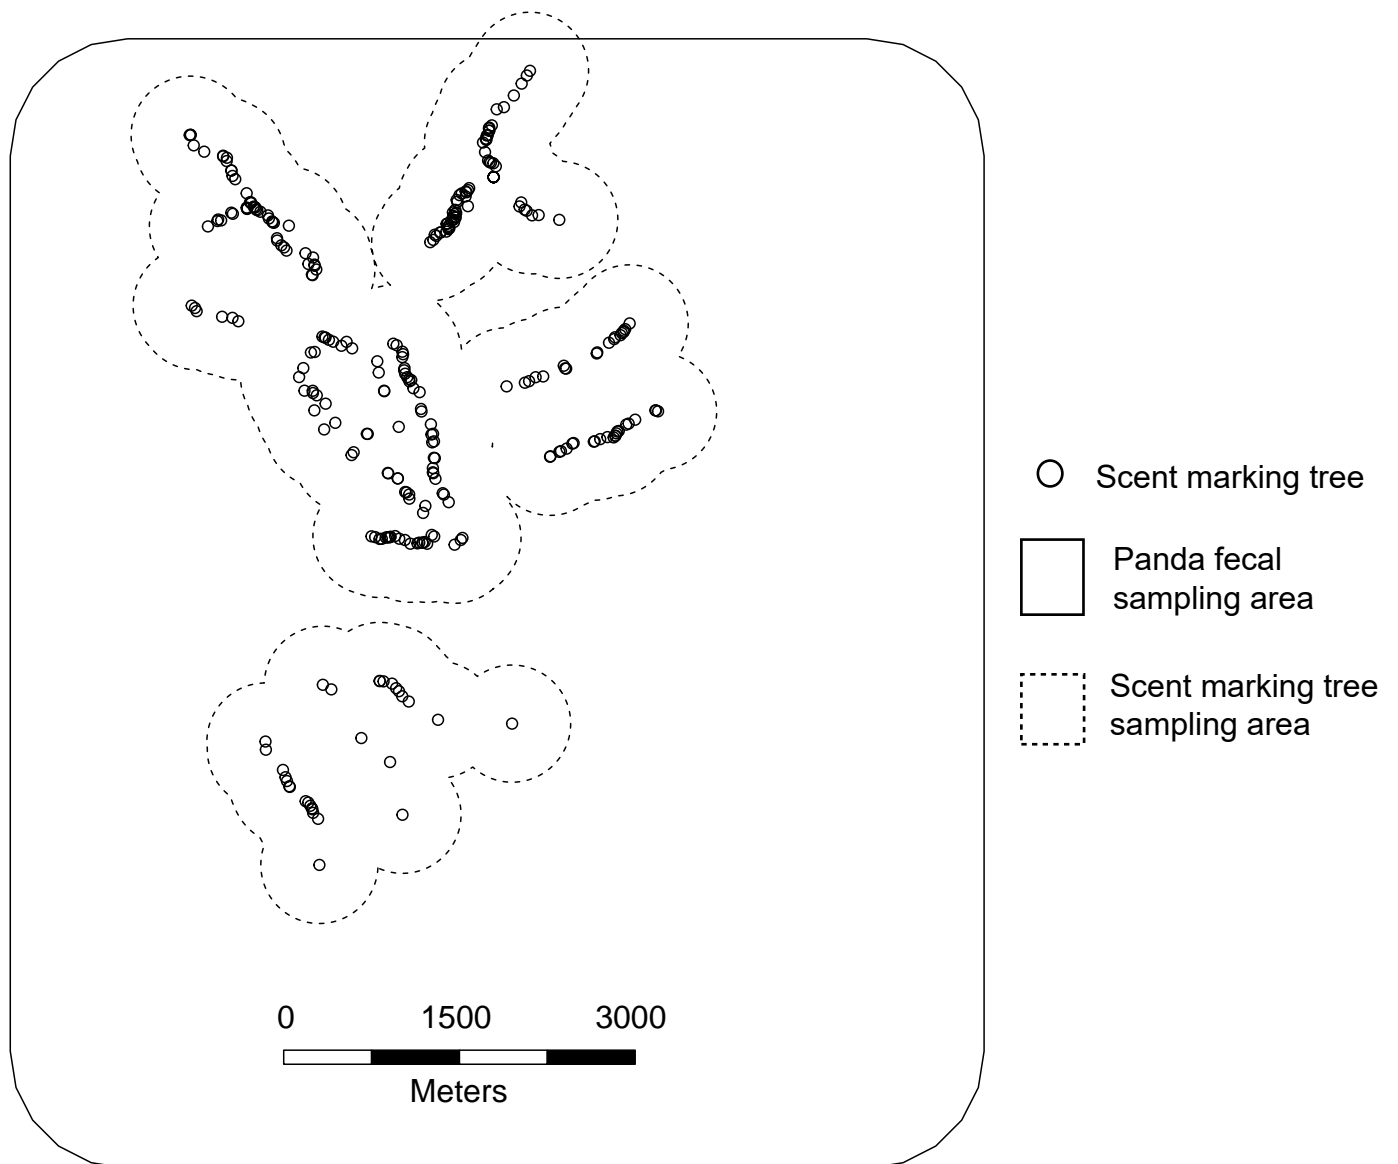 Scent marking tree
Panda fecal
sampling area
Scent marking tree
sampling area
0 1500 3000
Meters